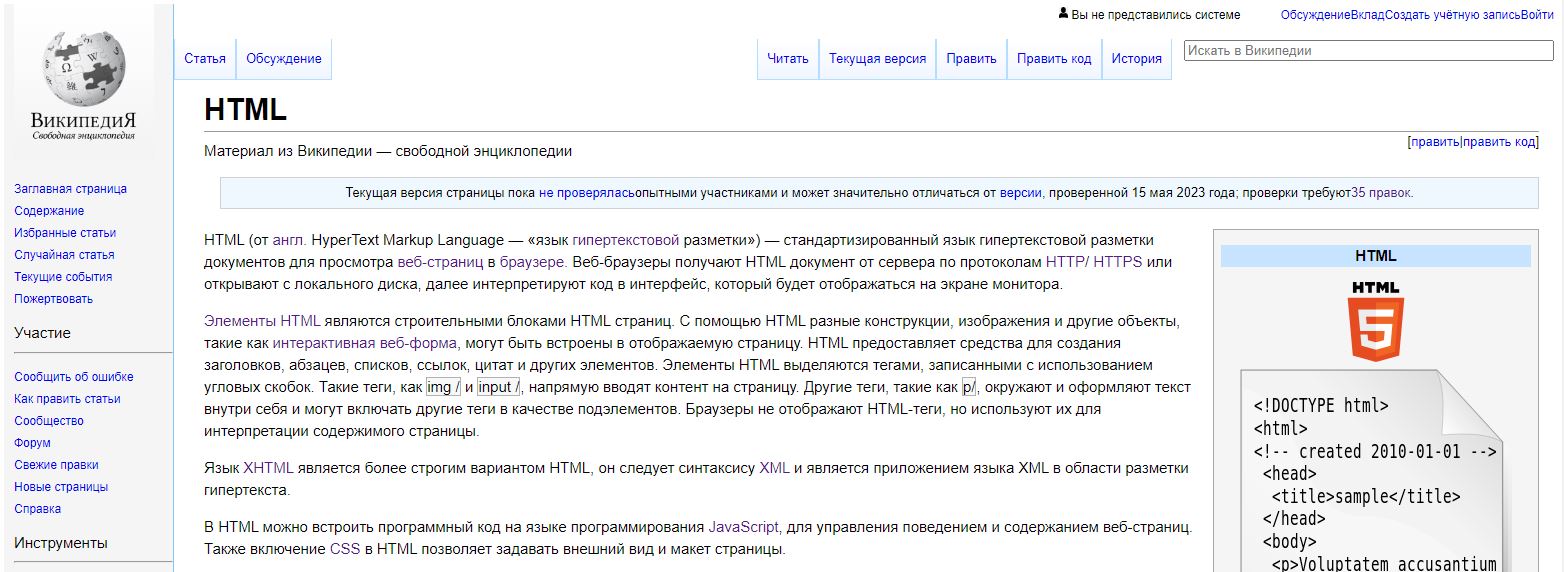 Вы не представились системе
ОбсуждениеВкладСоздать учётную записьВойти
Статья
Обсуждение
Читать
Текущая версия
Править
Править код
История
Искать в Википедии
ВИКИПЕДИЯ
Свободная энциклопедия
Заглавная страница
Содержание
Избранные статьи
Случайная статья
Текущие события
Пожертвовать
Участие
Сообщить об ошибке
Как править статьи
Сообщество
Форум
Свежие правки
Новые страницы
Справка
Инструменты
HTML
[править|править код]
Материал из Википедии — свободной энциклопедии
Текущая версия страницы пока не проверяласьопытными участниками и может значительно отличаться от версии, проверенной 15 мая 2023 года; проверки требуют35 правок.
HTML (от англ. HyperText Markup Language — «язык гипертекстовой разметки») — стандартизированный язык гипертекстовой разметки
документов для просмотра веб-страниц в браузере. Веб-браузеры получают HTML документ от сервера по протоколам HTTP/ HTTPS или
открывают с локального диска, далее интерпретируют код в интерфейс, который будет отображаться на экране монитора.
Элементы HTML являются строительными блоками HTML страниц. С помощью HTML разные конструкции, изображения и другие объекты,
такие как интерактивная веб-форма, могут быть встроены в отображаемую страницу. HTML предоставляет средства для создания
заголовков, абзацев, списков, ссылок, цитат и других элементов. Элементы HTML выделяются тегами, записанными с использованием
угловых скобок. Такие теги, как img / и input /, напрямую вводят контент на страницу. Другие теги, такие как p/, окружают и оформляют текст
внутри себя и могут включать другие теги в качестве подэлементов. Браузеры не отображают HTML-теги, но используют их для
интерпретации содержимого страницы.
Язык XHTML является более строгим вариантом HTML, он следует синтаксису XML и является приложением языка XML в области разметки
гипертекста.
В HTML можно встроить программный код на языке программирования JavaScript, для управления поведением и содержанием веб-страниц.
Также включение CSS в HTML позволяет задавать внешний вид и макет страницы.
HTML
HTML
5
<!DOCTYPE html>
<html>
<!-- created 2010-01-01 -->
<head>
<title>sample</title>
</head>
<body>
<p>Voluptatem accusantium